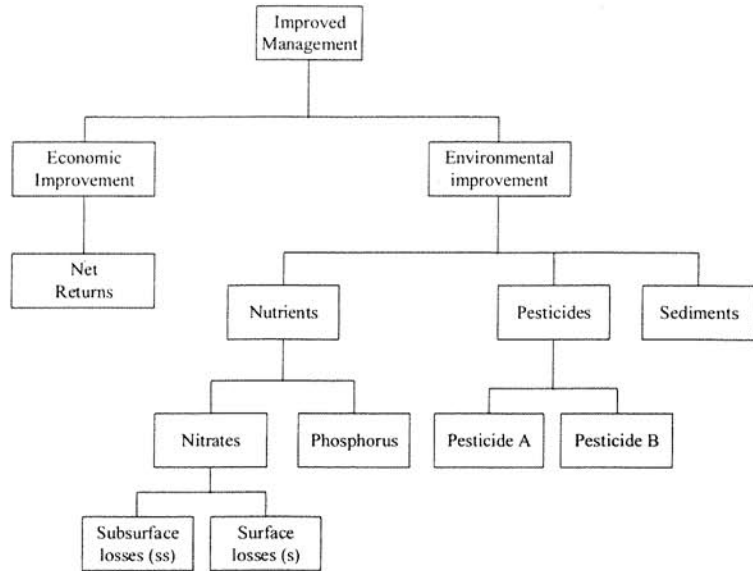 Improved
Management
Economic
Improvement
Environmental
improvement
Net
Returns
Nutrients
Pesticides
Sediments
Nitrates
Phosphorus
Pesticide A
Pesticide B
Subsurface
losses (ss)
Surface
losses (s)